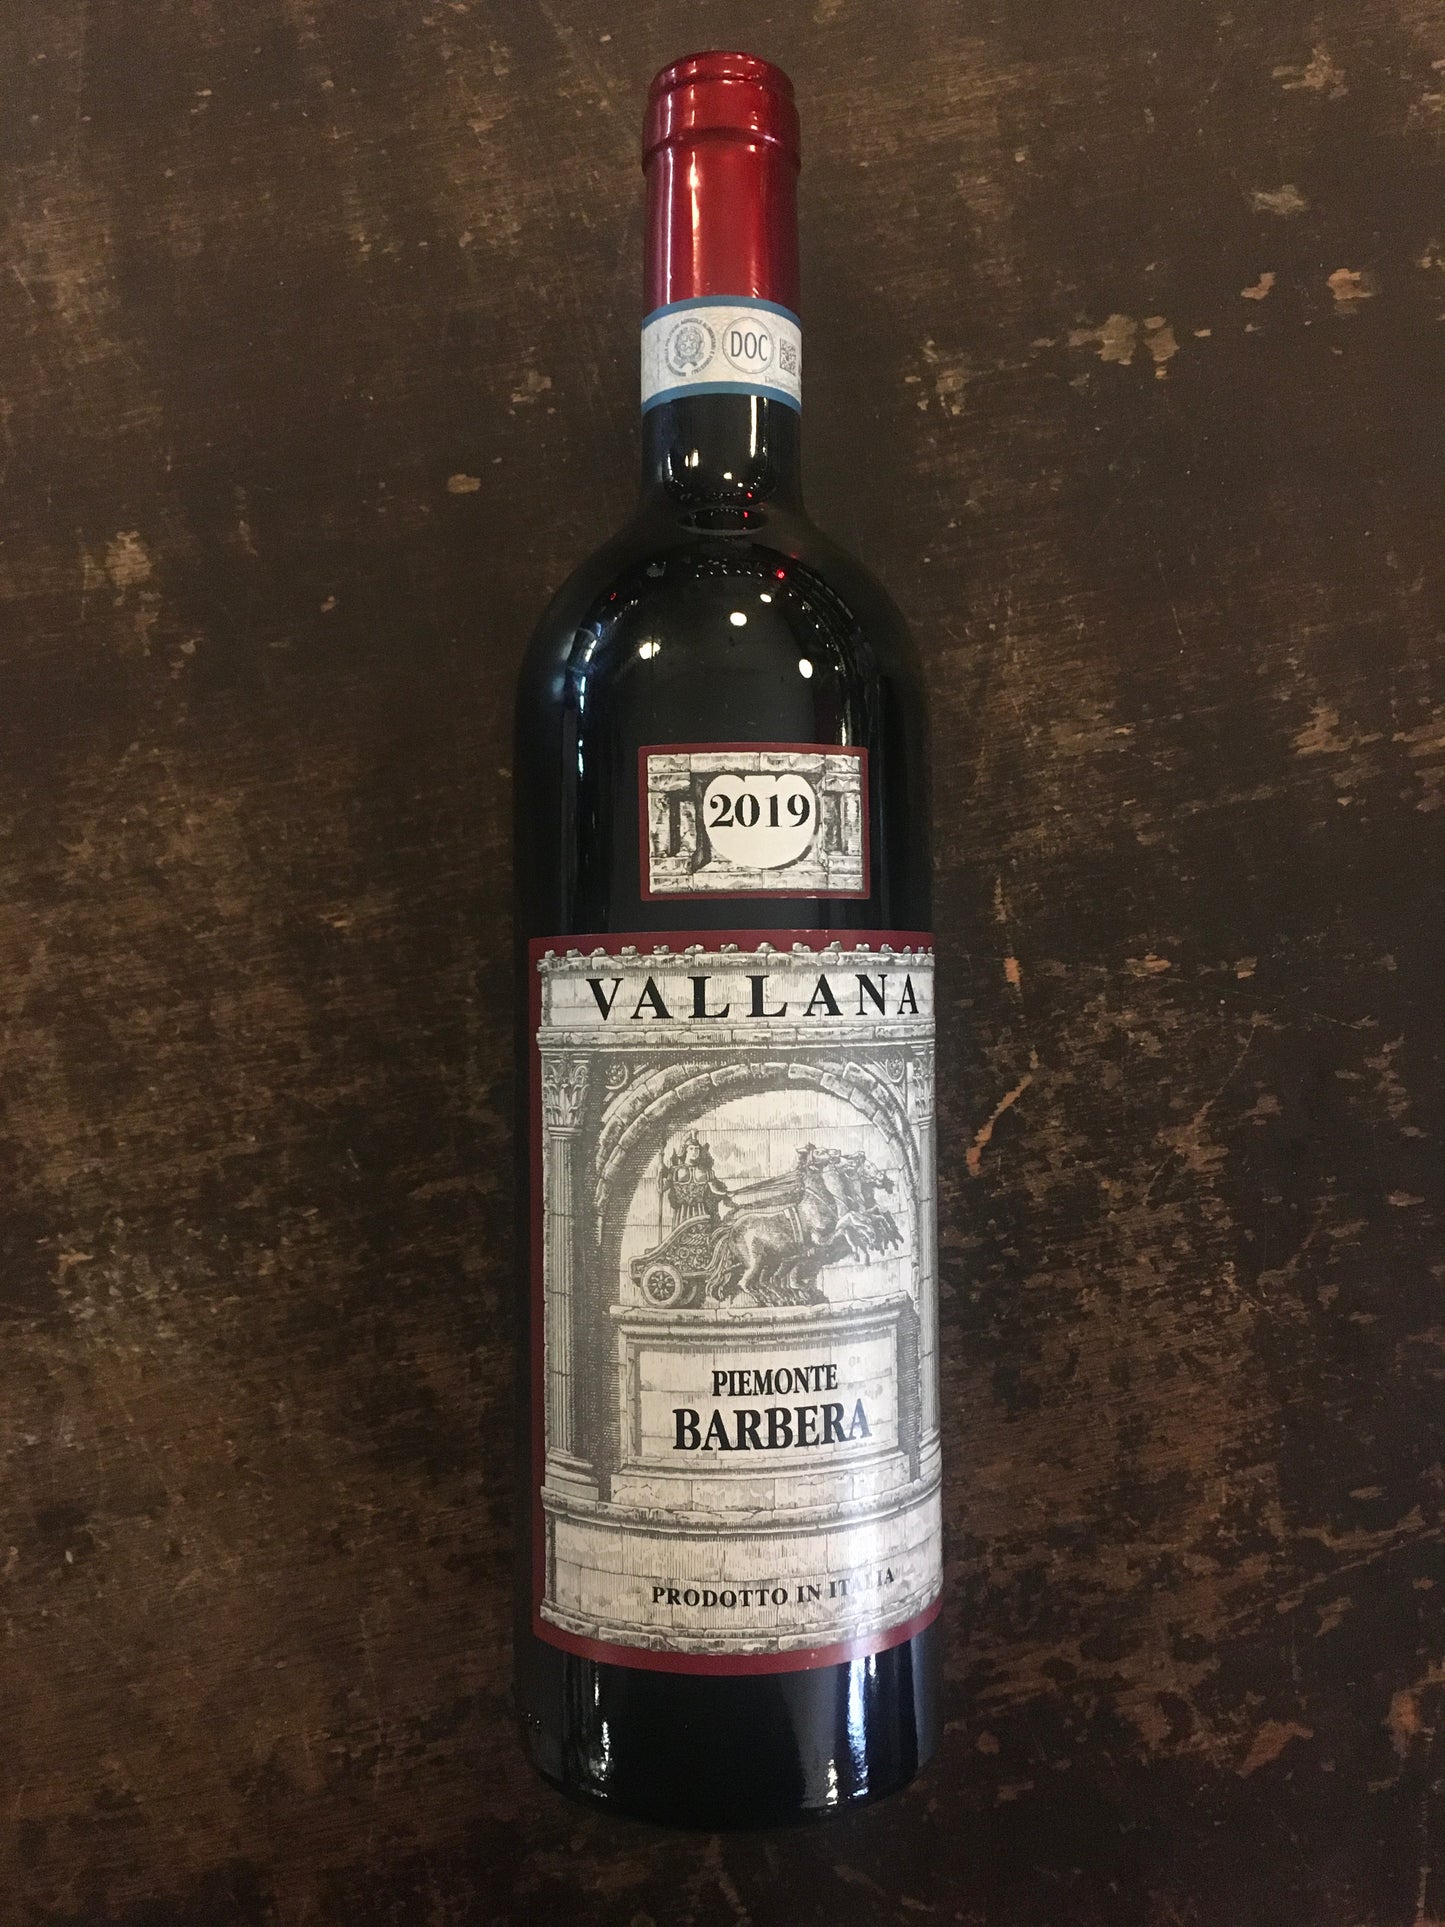 DOC
2019
VALLANA
PIEMONTE
BARBERA
PRODOTTO IN ITALIA